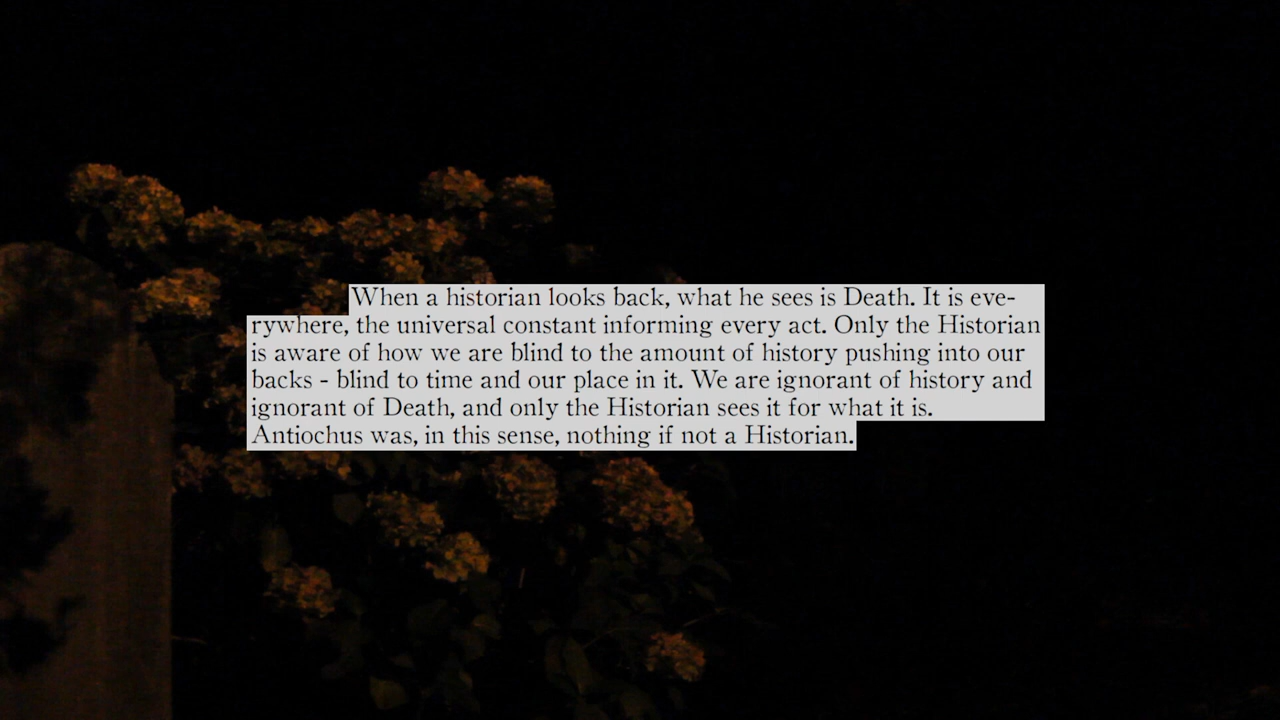 When a historian looks back, what he sees is Death. It is eve-
rywhere, the universal constant informing every act. Only the Historian
is aware of how we are blind to the amount of history pushing into our
backs - blind to time and our place in it. We are ignorant of history and
ignorant of Death, and only the Historian sees it for what it is.
Antiochus was, in this sense, nothing if not a Historian.